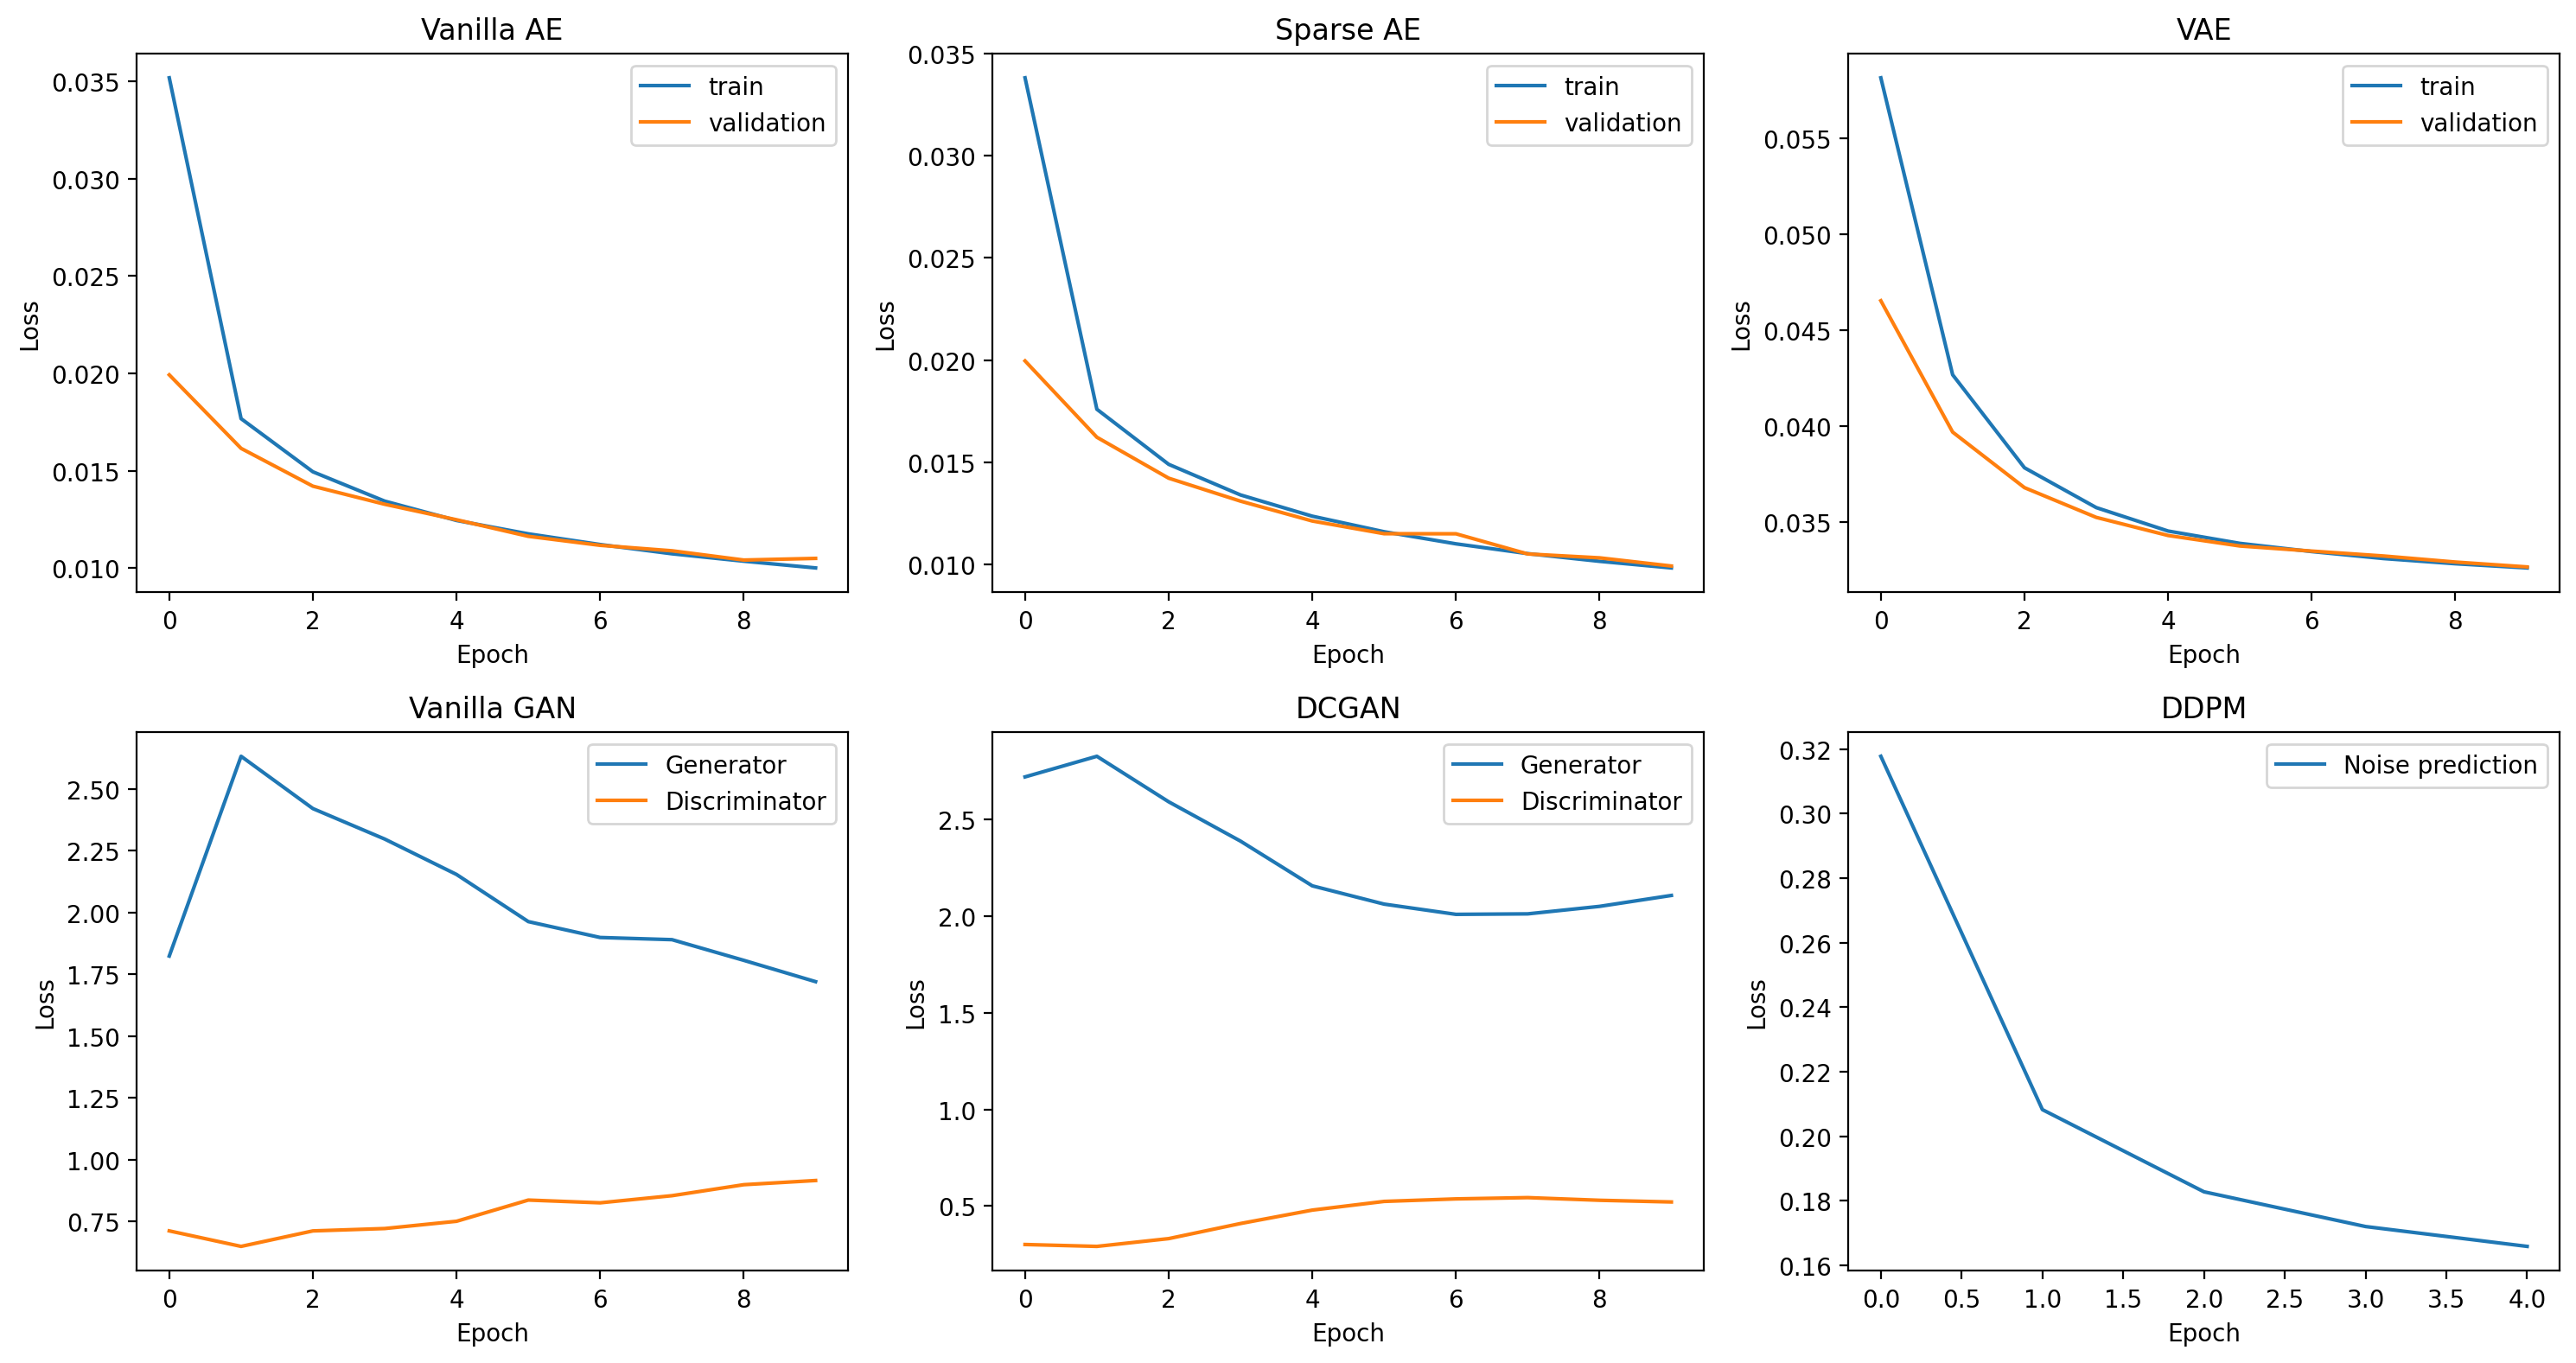 Vanilla AE
0.035
0.030
0.025
0.020
0.015
0.010
Loss
train
validation
0 2 4 6 8
Epoch
Sparse AE
0.035
0.030
0.025
0.020
0.015
0.010
Loss
train
validation
0 2 4 6 8
Epoch
VAE
0.055
0.050
0.045
0.040
0.035
Loss
train
validation
0 2 4 6 8
Epoch
Vanilla GAN
2.50
2.25
2.00
1.75
1.50
1.25
1.00
0.75
Loss
Generator
Discriminator
0 2 4 6 8
Epoch
DCGAN
2.5
2.0
1.5
1.0
0.5
Loss
Generator
Discriminator
0 2 4 6 8
Epoch
DDPM
0.32
0.30
0.28
0.26
0.24
0.22
0.20
0.18
0.16
Loss
Noise prediction
0.0 0.5 1.0 1.5 2.0 2.5 3.0 3.5 4.0
Epoch